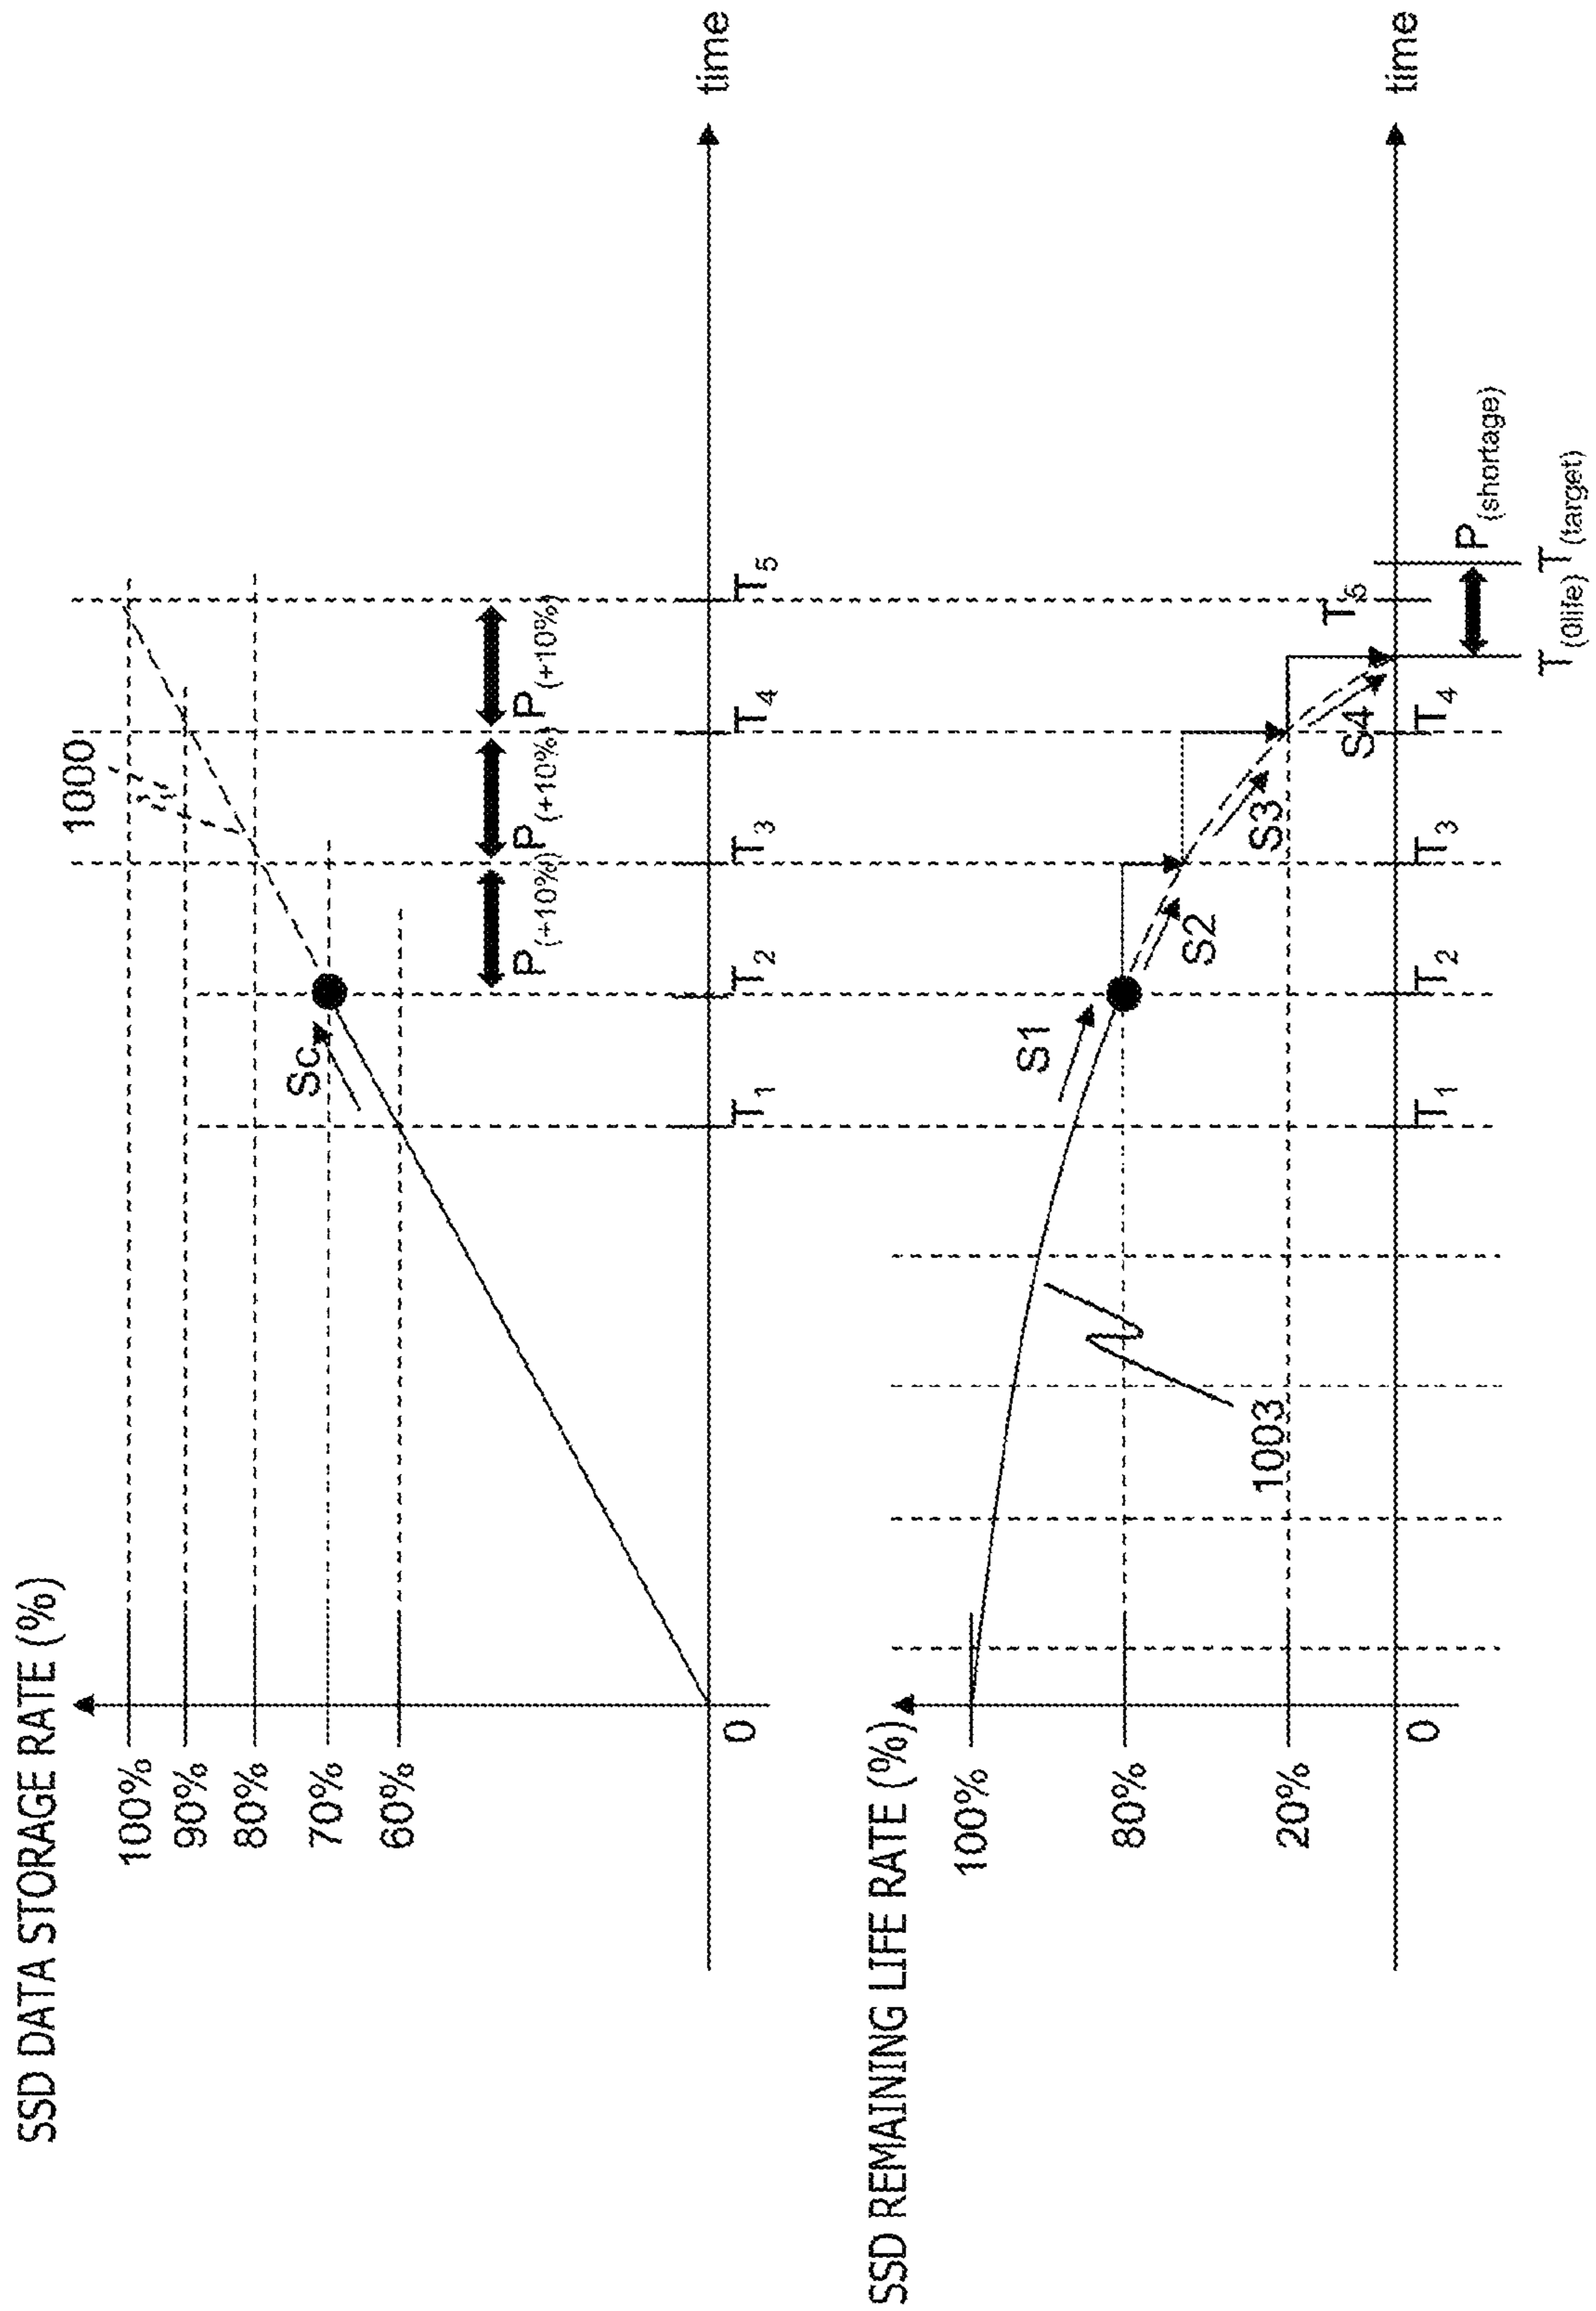 SSD DATA STORAGE RATE (%)
1000
100%
90%
80%
70%
60%
Sc
P(+10%) P(+10%) P(+10%)
0
T1 T2 T3 T4 T5
time
SSD REMAINING LIFE RATE (%)
100%
80%
20%
1003
S1
S2
S3
S4
0
T1 T2 T3 T4 T5
time
P(shortage)
T(0life) T(target)